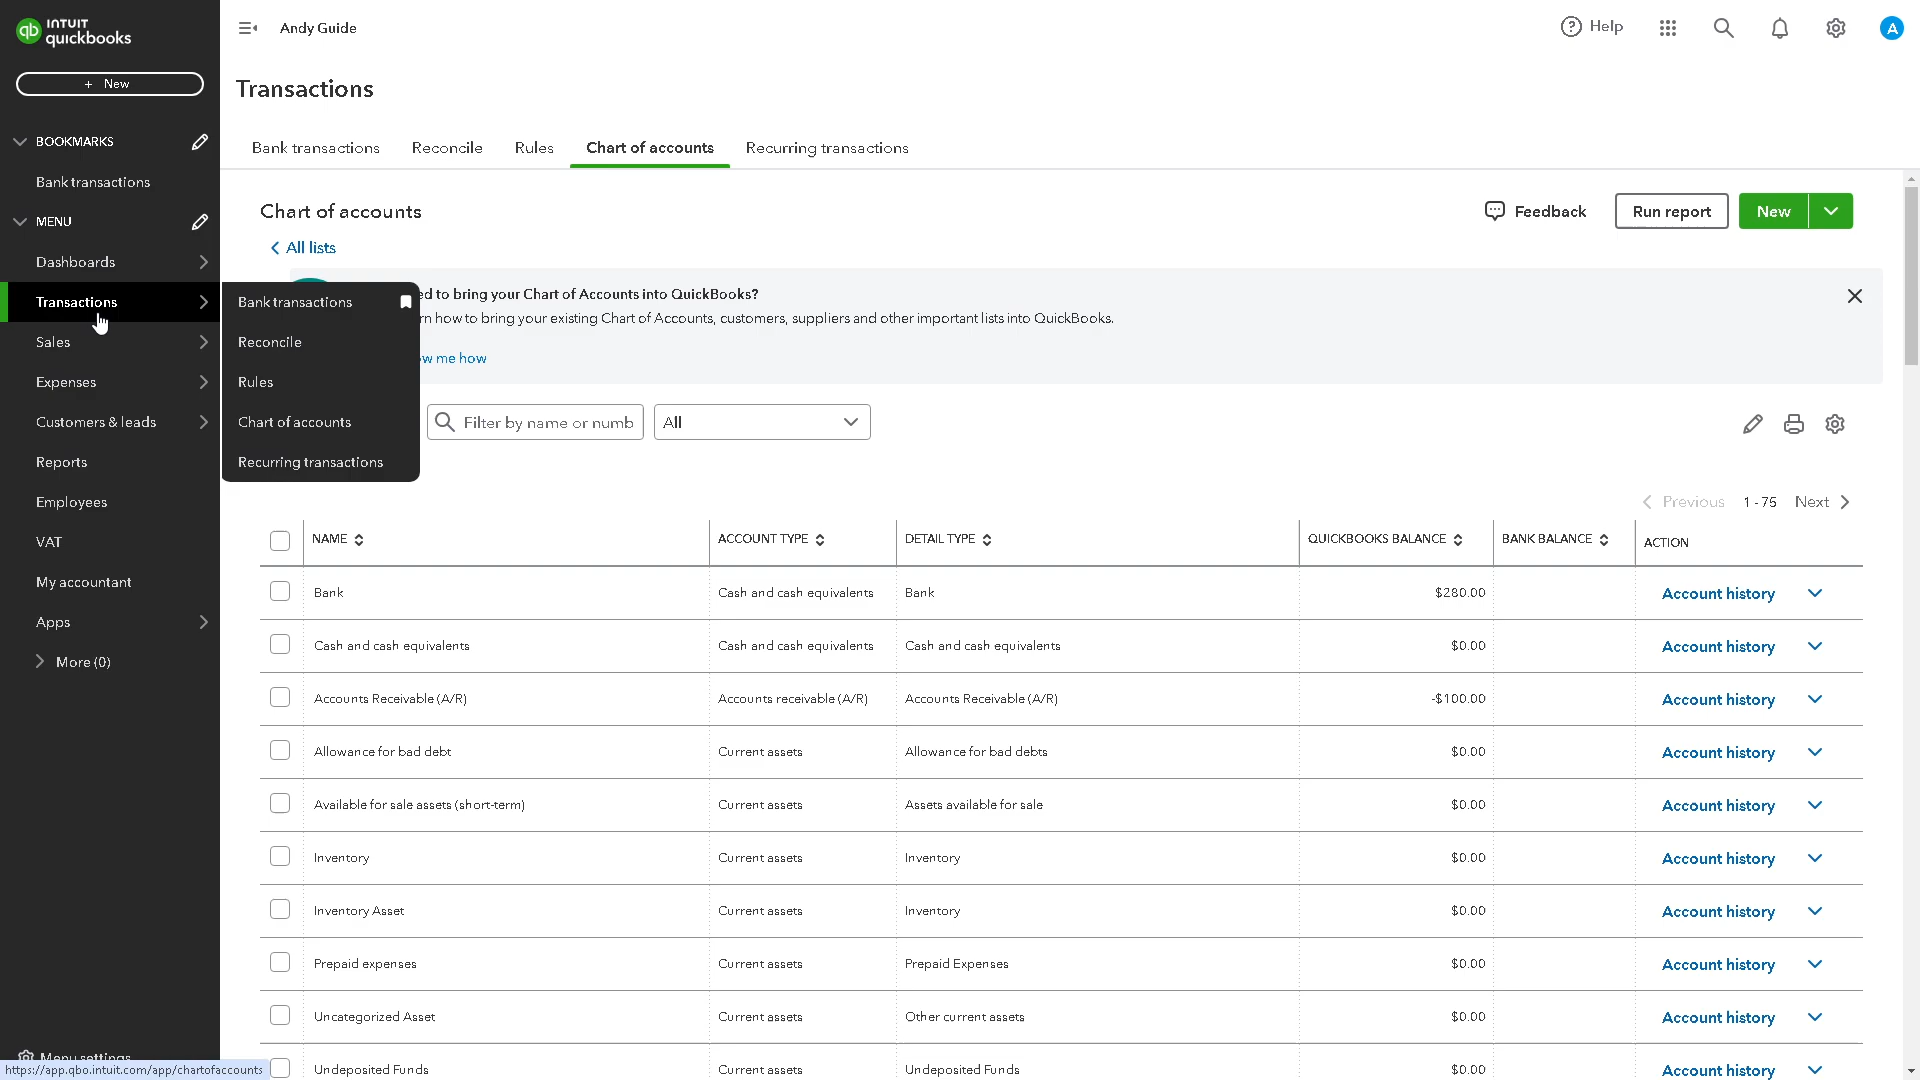 INTUIT
quickbooks
Andy Guide
Help
A
+ New
Transactions
BOOKMARKS
Bank transactions
Reconcile
Rules
Chart of accounts
Recurring transactions
Bank transactions
MENU
Dashboards
Transactions
Sales
Expenses
Customers & leads
Reports
Employees
VAT
My accountant
Apps
More (0)
Menu settings
https://app.qbo.intuit.com/app/chartofaccounts
Bank transactions
Reconcile
Rules
Chart of accounts
Recurring transactions
Chart of accounts
Feedback
Run report
New
All lists
to bring your Chart of Accounts into QuickBooks?
how to bring your existing Chart of Accounts, customers, suppliers and other important lists into QuickBooks.
me how
Filter by name or numb
All
Previous 1 - 75 Next
NAME ACCOUNT TYPE DETAIL TYPE QUICKBOOKS BALANCE BANK BALANCE ACTION
Bank Cash and cash equivalents Bank $280.00 Account history
Cash and cash equivalents Cash and cash equivalents Cash and cash equivalents $0.00 Account history
Accounts Receivable (A/R) Accounts receivable (A/R) Accounts Receivable (A/R) -$100.00 Account history
Allowance for bad debt Current assets Allowance for bad debts $0.00 Account history
Available for sale assets (short-term) Current assets Assets available for sale $0.00 Account history
Inventory Current assets Inventory $0.00 Account history
Inventory Asset Current assets Inventory $0.00 Account history
Prepaid expenses Current assets Prepaid Expenses $0.00 Account history
Uncategorized Asset Current assets Other current assets $0.00 Account history
Undeposited Funds Current assets Undeposited Funds $0.00 Account history